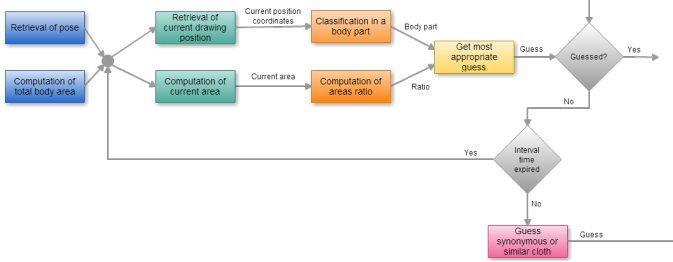 Retrieval of pose
Retrieval of
current drawing
position
Current position
coordinates
Classification in a
body part
Body part
Get most
appropriate
guess
Guess
Guessed?
Yes
Computation of
total body area
Computation of
current area
Current area
Computation of
areas ratio
Ratio
No
Interval
time
expired
Yes
No
Guess
synonymous or
similar cloth
Guess